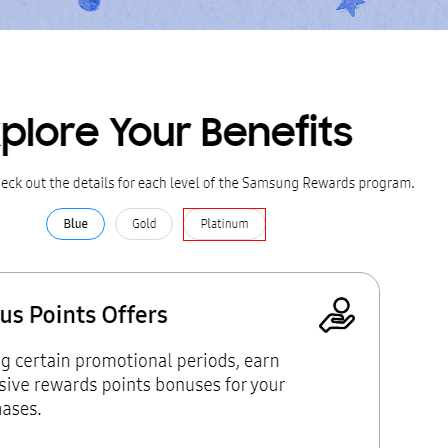 plore Your Benefits
eck out the details for each level of the Samsung Rewards program.
Blue
Gold
Platinum
us Points Offers
g certain promotional periods, earn
sive rewards points bonuses for your
ases.